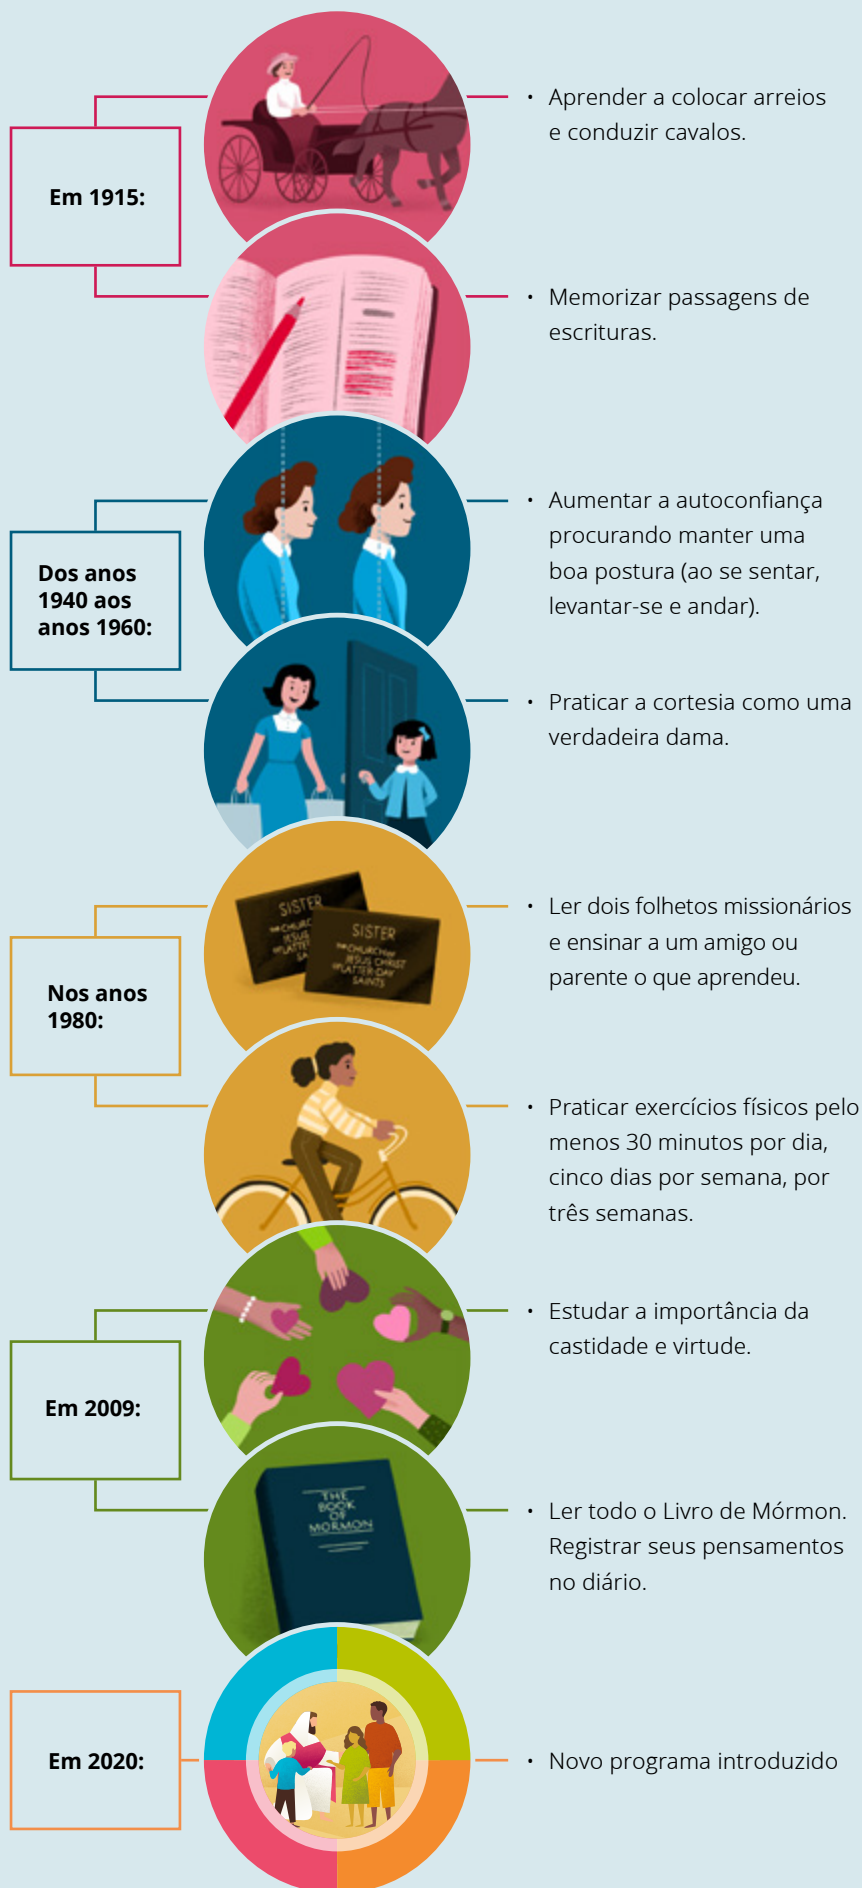 Em 1915:
• Aprender a colocar arreios
e conduzir cavalos.
• Memorizar passagens de
escrituras.
Dos anos
1940 aos
anos 1960:
• Aumentar a autoconfiança
procurando manter uma
boa postura (ao se sentar,
levantar-se e andar).
• Praticar a cortesia como uma
verdadeira dama.
Nos anos
1980:
SISTER
THE CHURCH OF
JESUS CHRIST
OF LATTER-DAY
SAINTS
• Ler dois folhetos missionários
e ensinar a um amigo ou
parente o que aprendeu.
• Praticar exercícios físicos pelo
menos 30 minutos por dia,
cinco dias por semana, por
três semanas.
Em 2009:
• Estudar a importância da
castidade e virtude.
THE
BOOK
OF
MORMON
• Ler todo o Livro de Mórmon.
Registrar seus pensamentos
no diário.
Em 2020:
• Novo programa introduzido